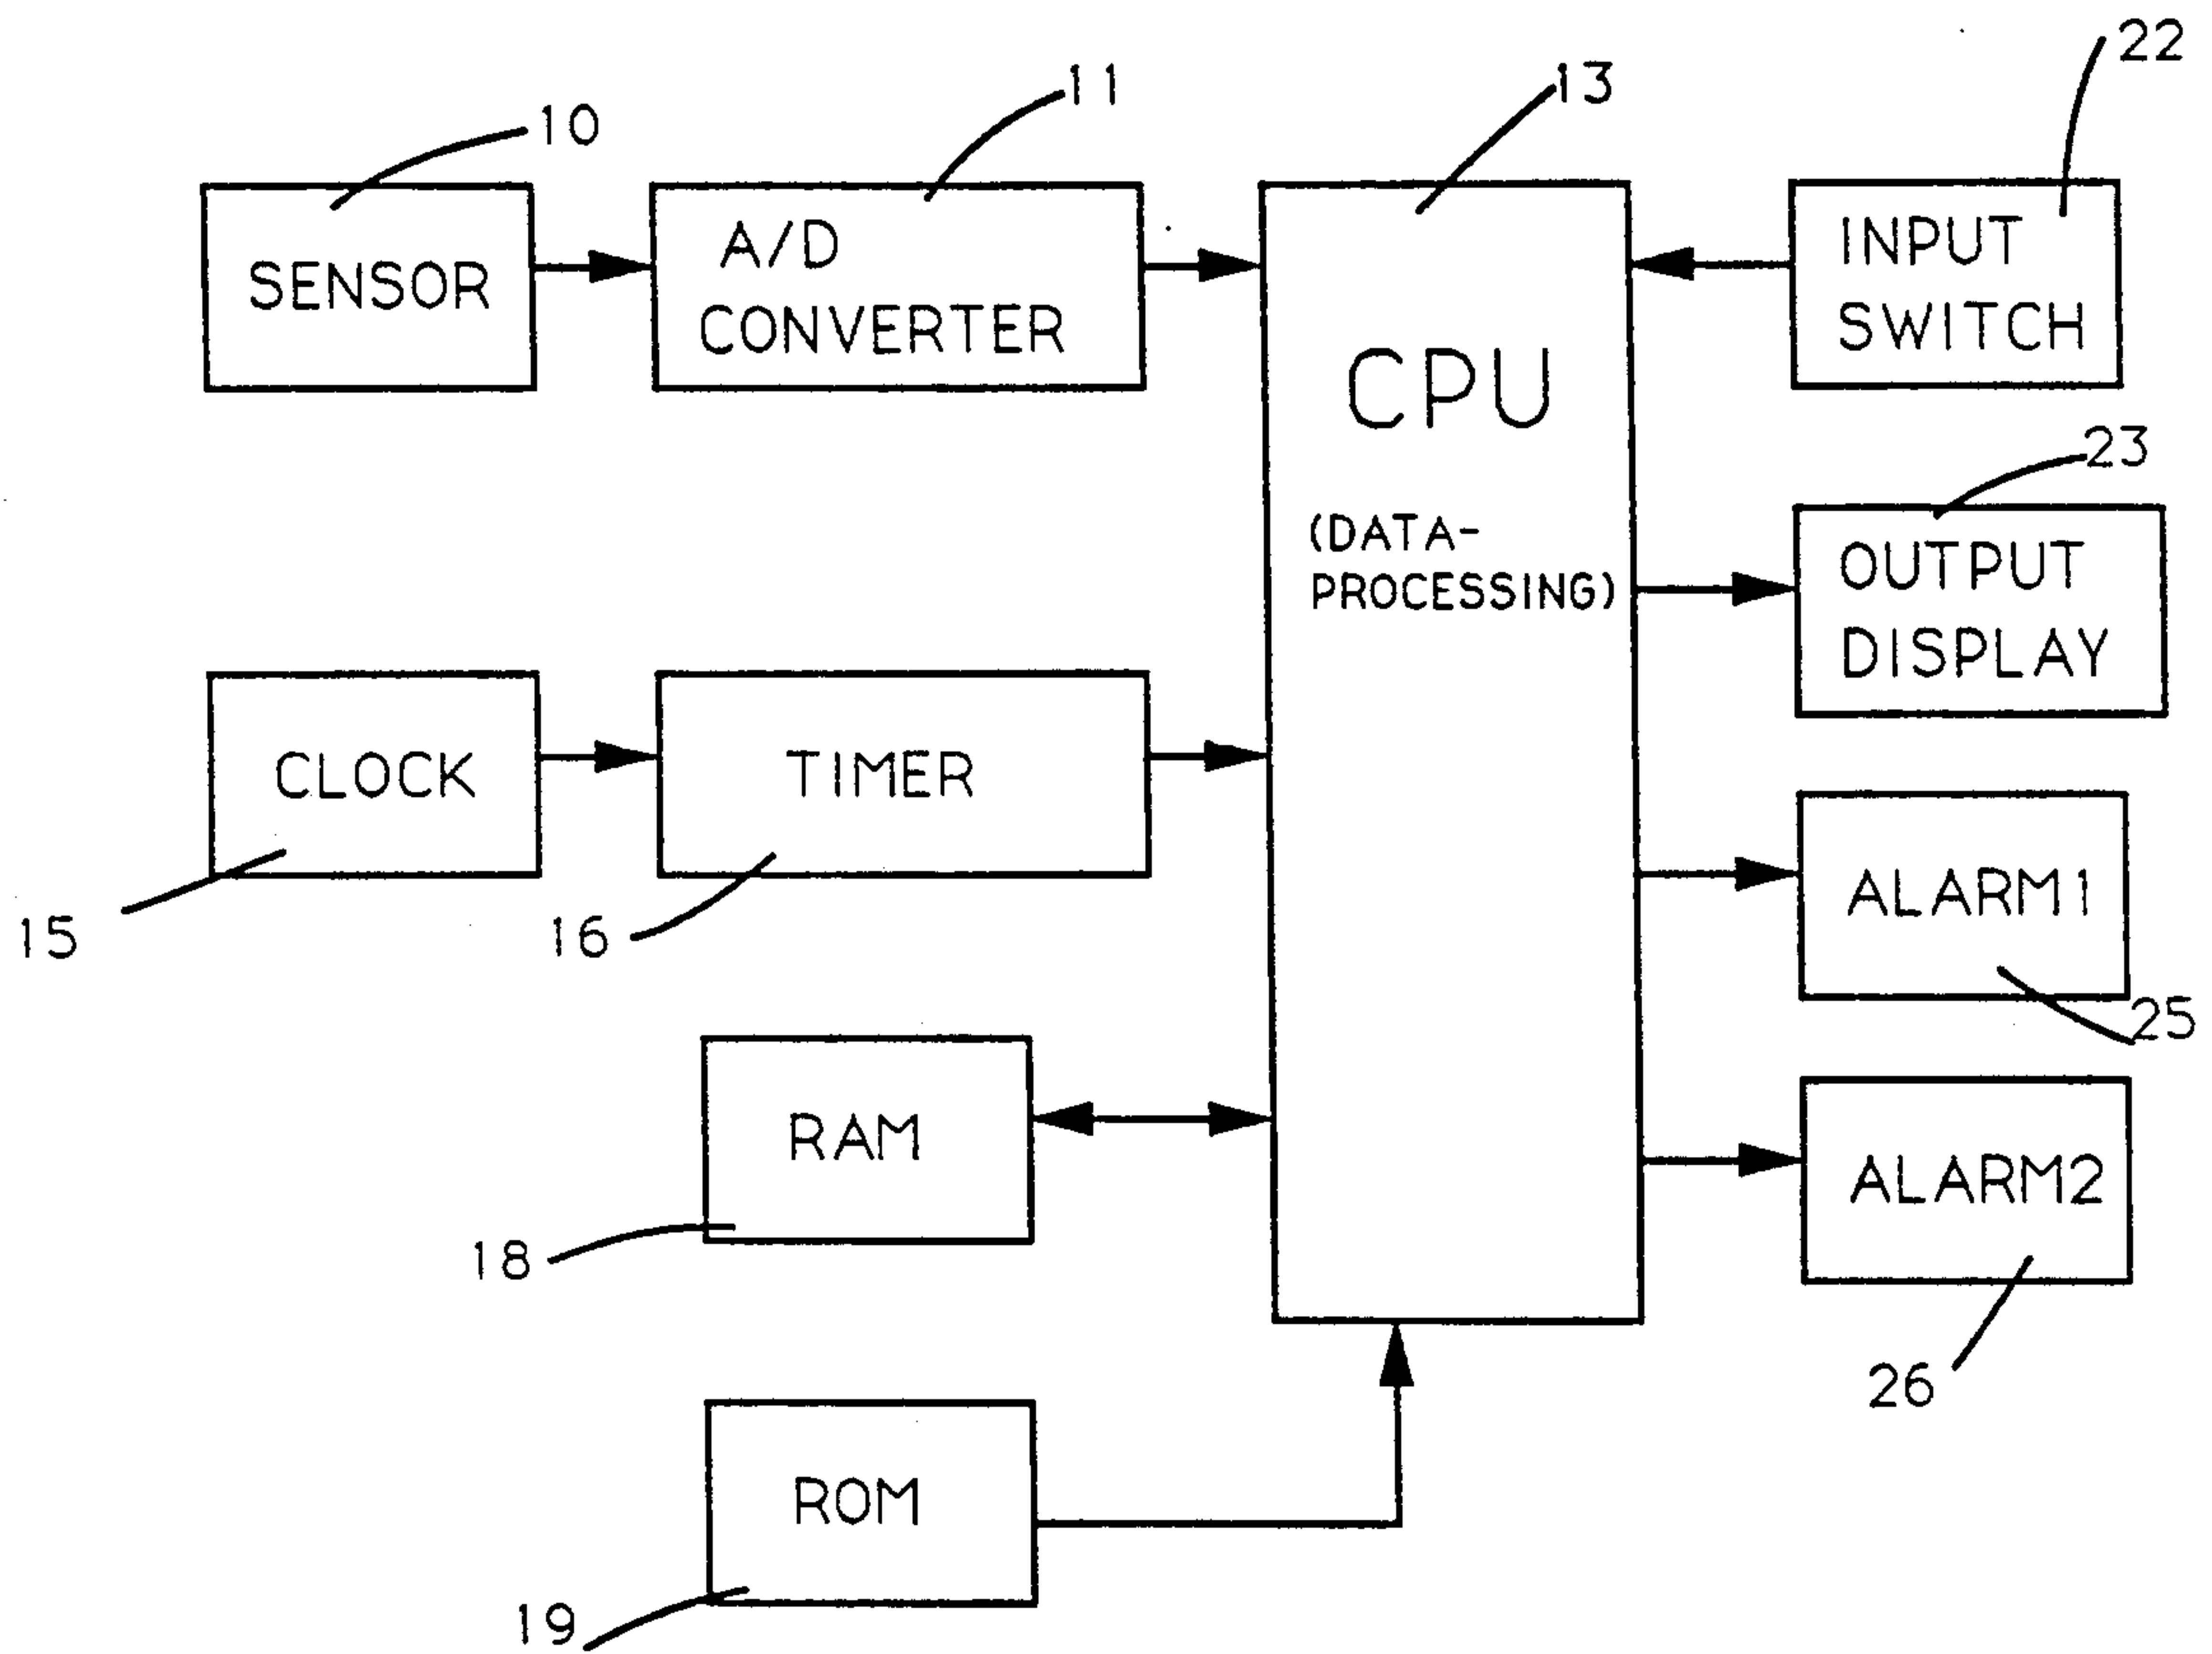 22
13
11
10
INPUT
SWITCH
A/D
CONVERTER
SENSOR
CPU
23
(DATA-
PROCESSING)
OUTPUT
DISPLAY
CLOCK
TIMER
ALARM1
15
16
25
RAM
ALARM2
18
26
ROM
19